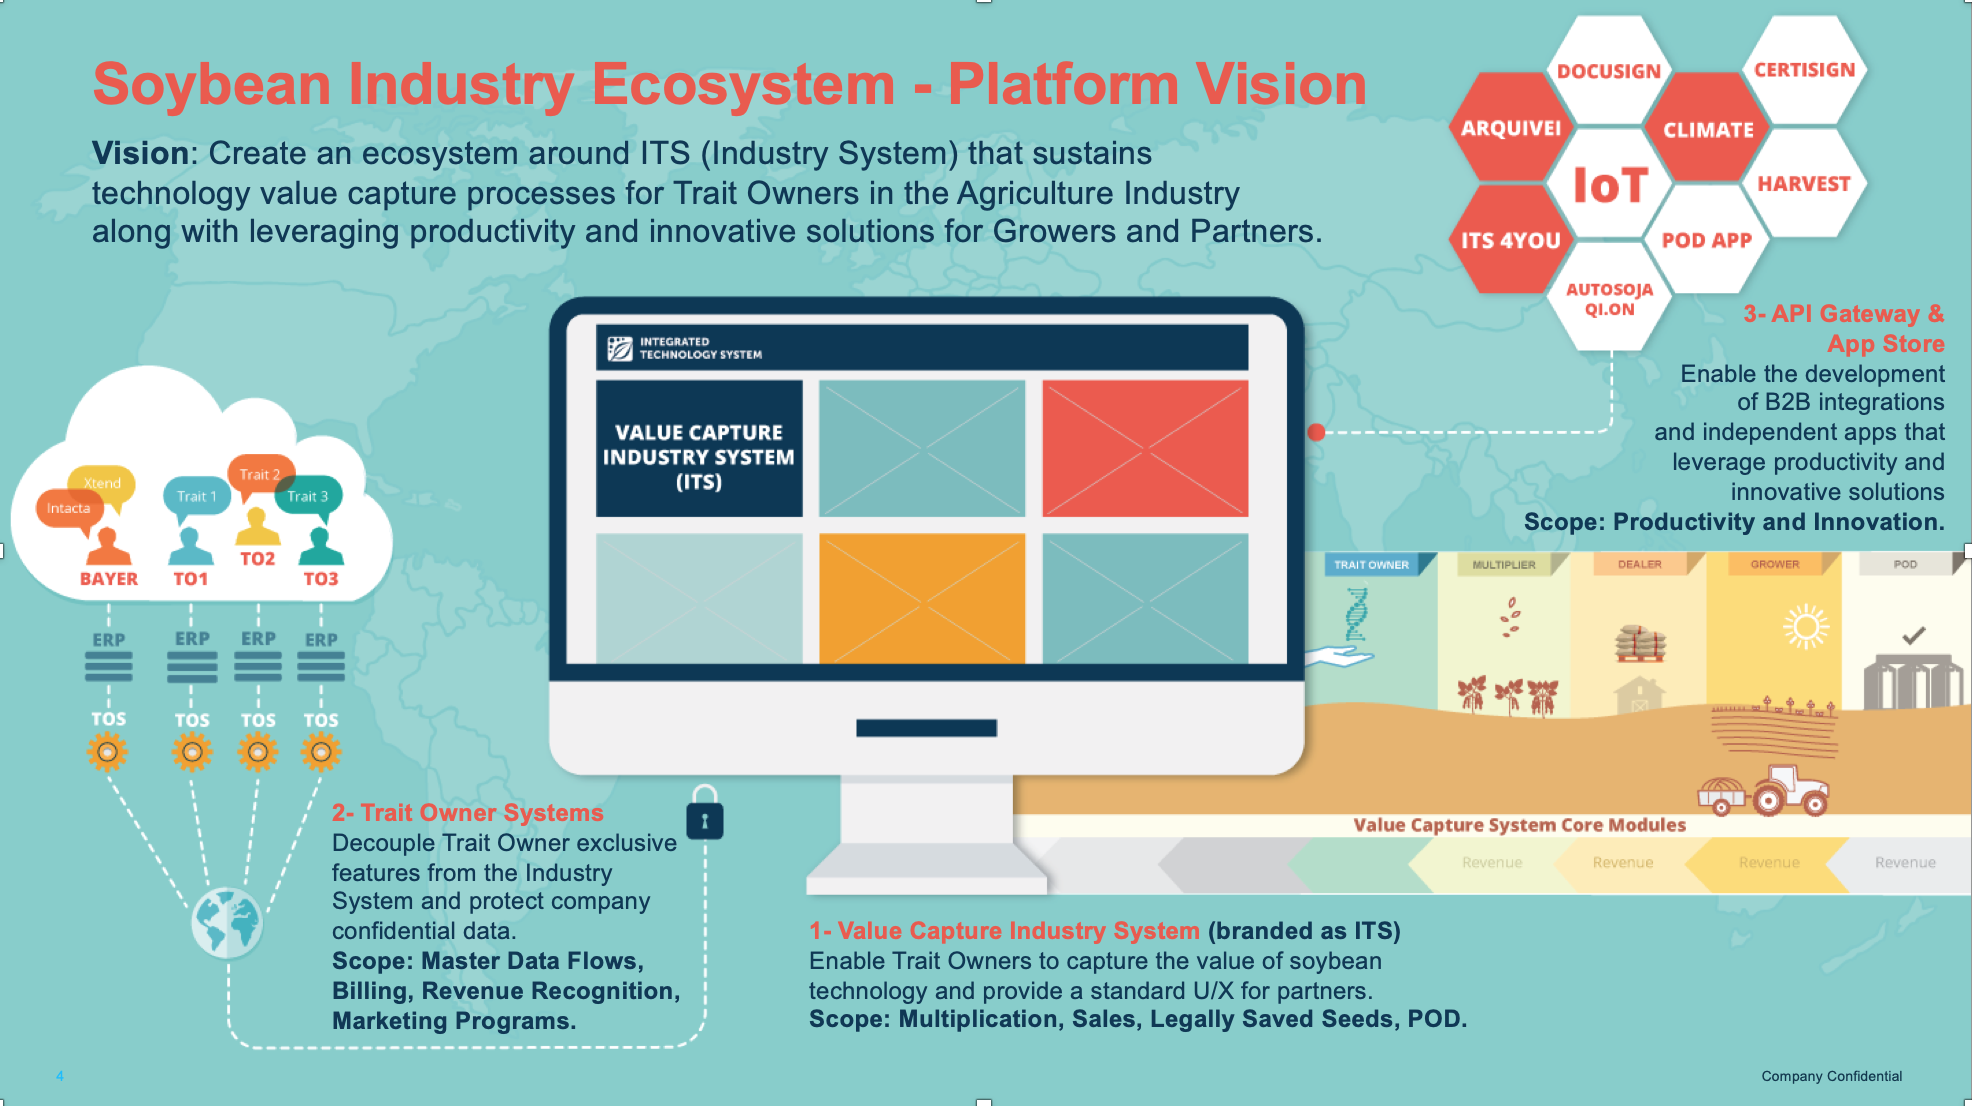 Soybean Industry Ecosystem - Platform Vision
Vision: Create an ecosystem around ITS (Industry System) that sustains
technology value capture processes for Trait Owners in the Agriculture Industry
along with leveraging productivity and innovative solutions for Growers and Partners.
DOCUSIGN
CERTISIGN
ARQUIVEI
CLIMATE
IoT
HARVEST
ITS 4YOU
POD APP
AUTOSOJA
QI.ON
3- API Gateway &
App Store
Enable the development
of B2B integrations
and independent apps that
leverage productivity and
innovative solutions
Scope: Productivity and Innovation.
INTEGRATED
TECHNOLOGY SYSTEM
VALUE CAPTURE
INDUSTRY SYSTEM
(ITS)
Xtend
Intacta
Trait 1
Trait 2
Trait 3
BAYER
TO1
TO2
TO3
ERP
ERP
ERP
ERP
TOS
TOS
TOS
TOS
TRAIT OWNER
MULTIPLIER
DEALER
GROWER
POD
Value Capture System Core Modules
Revenue
Revenue
Revenue
Revenue
2- Trait Owner Systems
Decouple Trait Owner exclusive
features from the Industry
System and protect company
confidential data.
Scope: Master Data Flows,
Billing, Revenue Recognition,
Marketing Programs.
1- Value Capture Industry System (branded as ITS)
Enable Trait Owners to capture the value of soybean
technology and provide a standard U/X for partners.
Scope: Multiplication, Sales, Legally Saved Seeds, POD.
4
Company Confidential